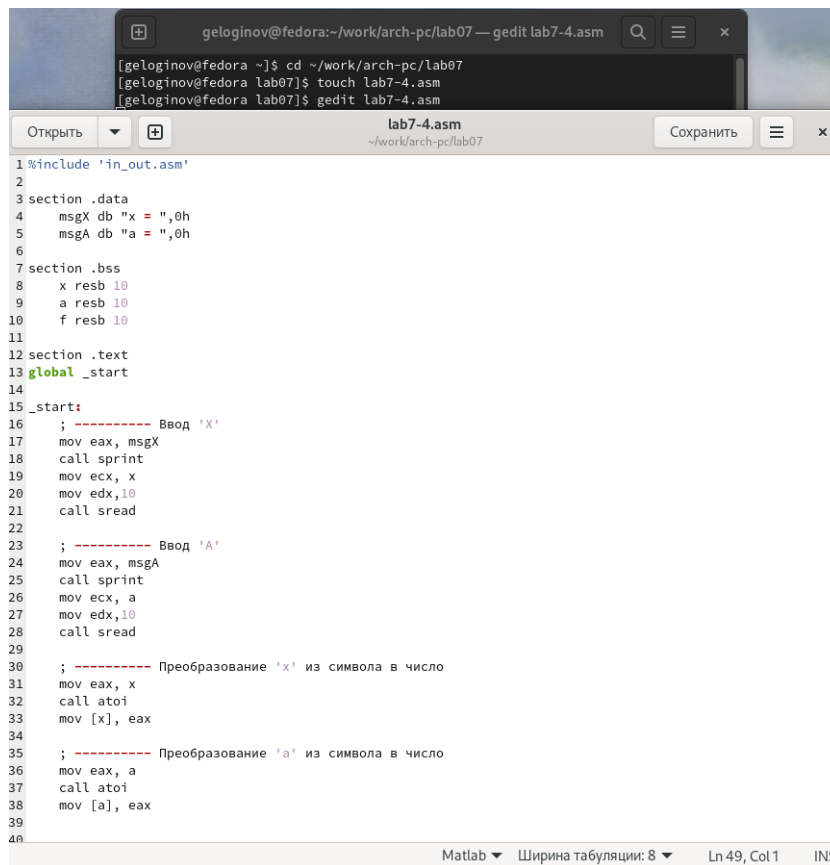 geloginov@fedora:~/work/arch-pc/lab07 — gedit lab7-4.asm
[geloginov@fedora ~]$ cd ~/work/arch-pc/lab07
[geloginov@fedora lab07]$ touch lab7-4.asm
[geloginov@fedora lab07]$ gedit lab7-4.asm
Открыть
lab7-4.asm
~/work/arch-pc/lab07
Сохранить
1 %include 'in_out.asm'
2
3 section .data
4     msgX db "x = ",0h
5     msgA db "a = ",0h
6
7 section .bss
8     x resb 10
9     a resb 10
10     f resb 10
11
12 section .text
13 global _start
14
15 _start:
16     ; ---------- Ввод 'X'
17     mov eax, msgX
18     call sprint
19     mov ecx, x
20     mov edx,10
21     call sread
22
23     ; ---------- Ввод 'A'
24     mov eax, msgA
25     call sprint
26     mov ecx, a
27     mov edx,10
28     call sread
29
30     ; ---------- Преобразование 'x' из символа в число
31     mov eax, x
32     call atoi
33     mov [x], eax
34
35     ; ---------- Преобразование 'a' из символа в число
36     mov eax, a
37     call atoi
38     mov [a], eax
39
40
Matlab Ширина табуляции: 8 Ln 49, Col 1